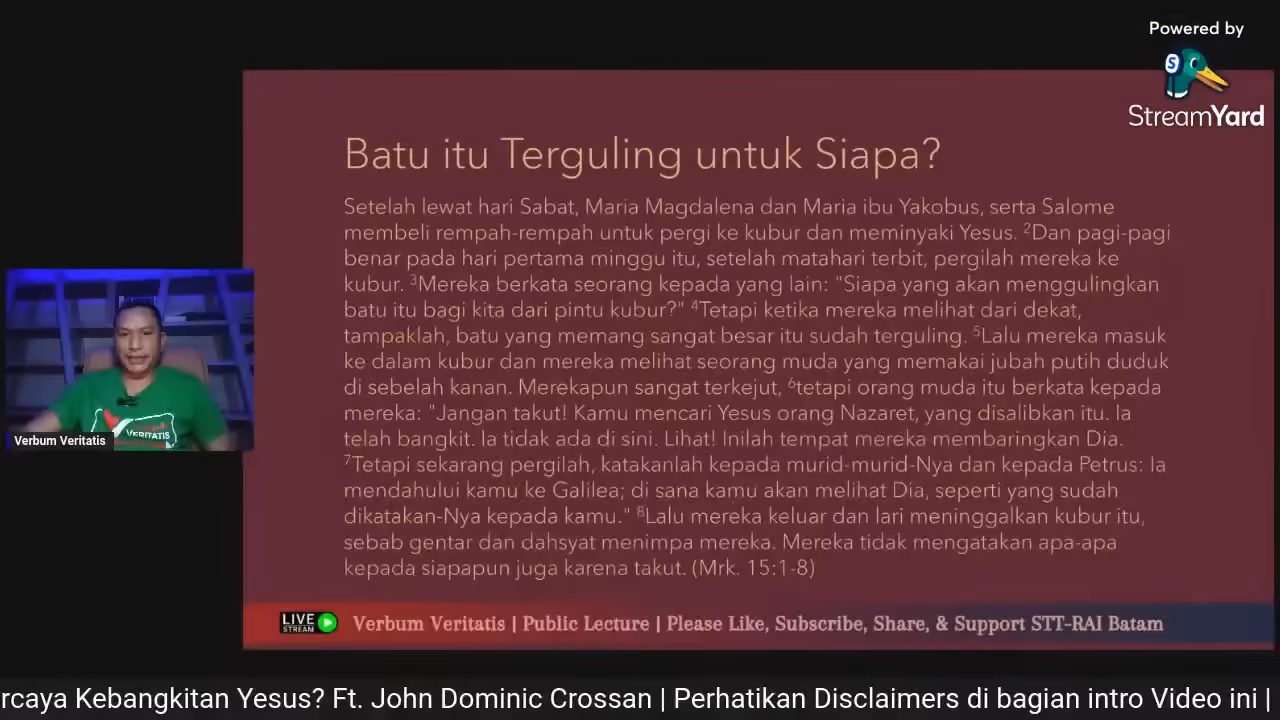 Powered by
StreamYard
Batu itu Terguling untuk Siapa?
Setelah lewat hari Sabat, Maria Magdalena dan Maria ibu Yakobus, serta Salome
membeli rempah-rempah untuk pergi ke kubur dan meminyaki Yesus. ²Dan pagi-pagi
benar pada hari pertama minggu itu, setelah matahari terbit, pergilah mereka ke
kubur. ³Mereka berkata seorang kepada yang lain: "Siapa yang akan menggulingkan
batu itu bagi kita dari pintu kubur?" ⁴Tetapi ketika mereka melihat dari dekat,
tampaklah, batu yang memang sangat besar itu sudah terguling. ⁵Lalu mereka masuk
ke dalam kubur dan mereka melihat seorang muda yang memakai jubah putih duduk
di sebelah kanan. Merekapun sangat terkejut, ⁶tetapi orang muda itu berkata kepada
mereka: "Jangan takut! Kamu mencari Yesus orang Nazaret, yang disalibkan itu. Ia
telah bangkit. Ia tidak ada di sini. Lihat! Inilah tempat mereka membaringkan Dia.
⁷Tetapi sekarang pergilah, katakanlah kepada murid-murid-Nya dan kepada Petrus: Ia
mendahului kamu ke Galilea; di sana kamu akan melihat Dia, seperti yang sudah
dikatakan-Nya kepada kamu." ⁸Lalu mereka keluar dan lari meninggalkan kubur itu,
sebab gentar dan dahsyat menimpa mereka. Mereka tidak mengatakan apa-apa
kepada siapapun juga karena takut. (Mrk. 15:1-8)
VERITATIS
Verbum Veritatis
LIVE
STREAM
Verbum Veritatis | Public Lecture | Please Like, Subscribe, Share, & Support STT-RAI Batam
rcaya Kebangkitan Yesus? Ft. John Dominic Crossan | Perhatikan Disclaimers di bagian intro Video ini |